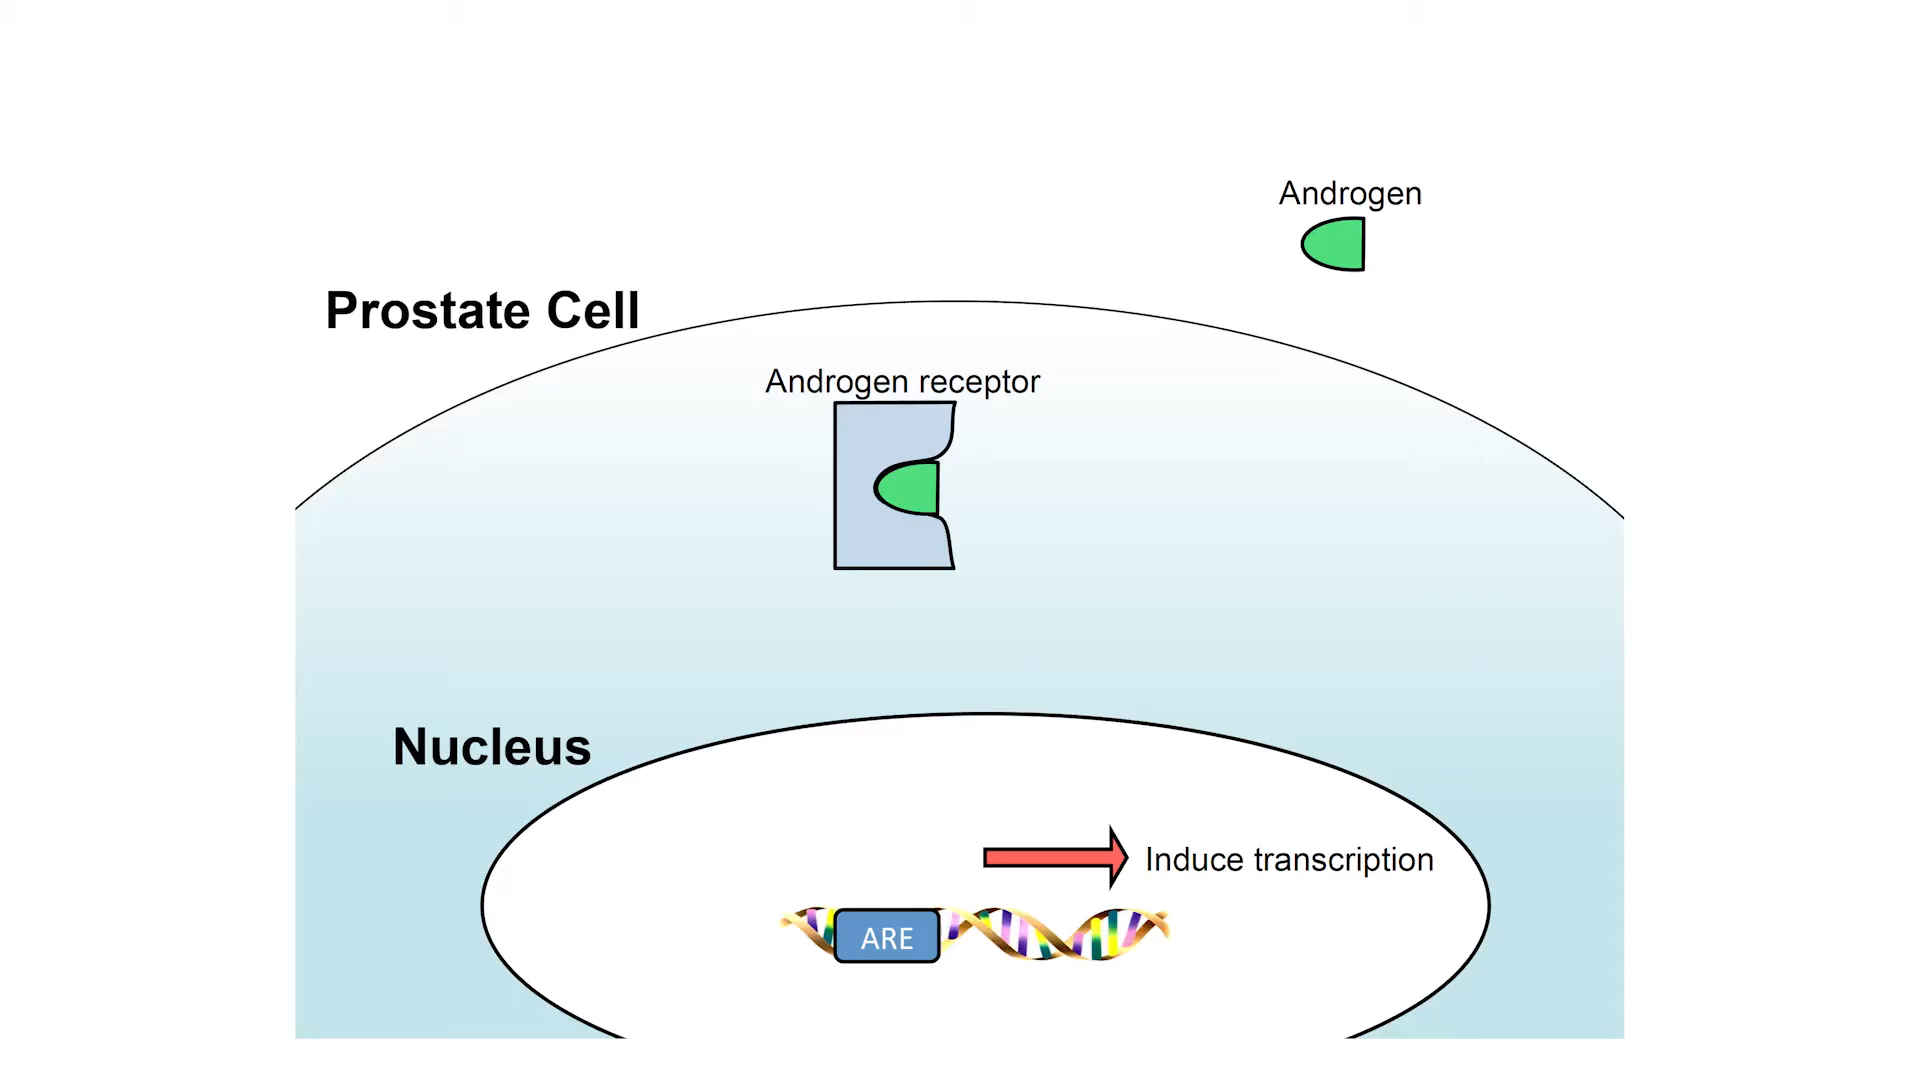 Androgen
Prostate Cell
Androgen receptor
Nucleus
Induce transcription
ARE